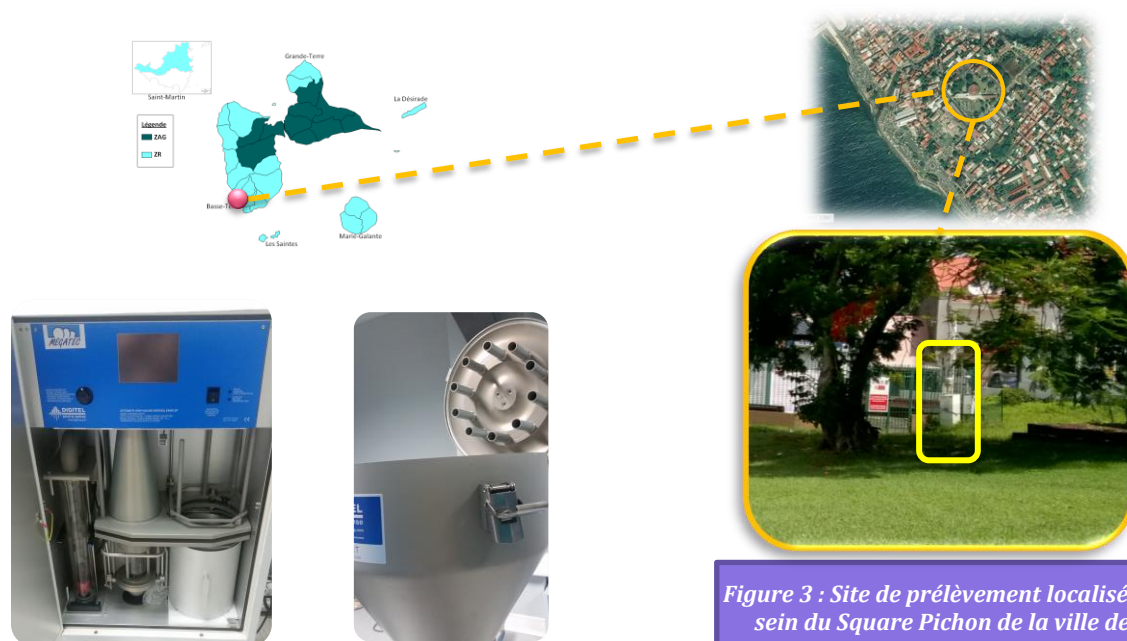 Grande-Terre
Saint-Martin
La Désirade
Légende
ZAG
ZR
Basse-Te
Les Saintes
Marie-Galante
MEGATEC
DIGITEL
Figure 3 : Site de prélèvement localisé
sein du Square Pichon de la ville de